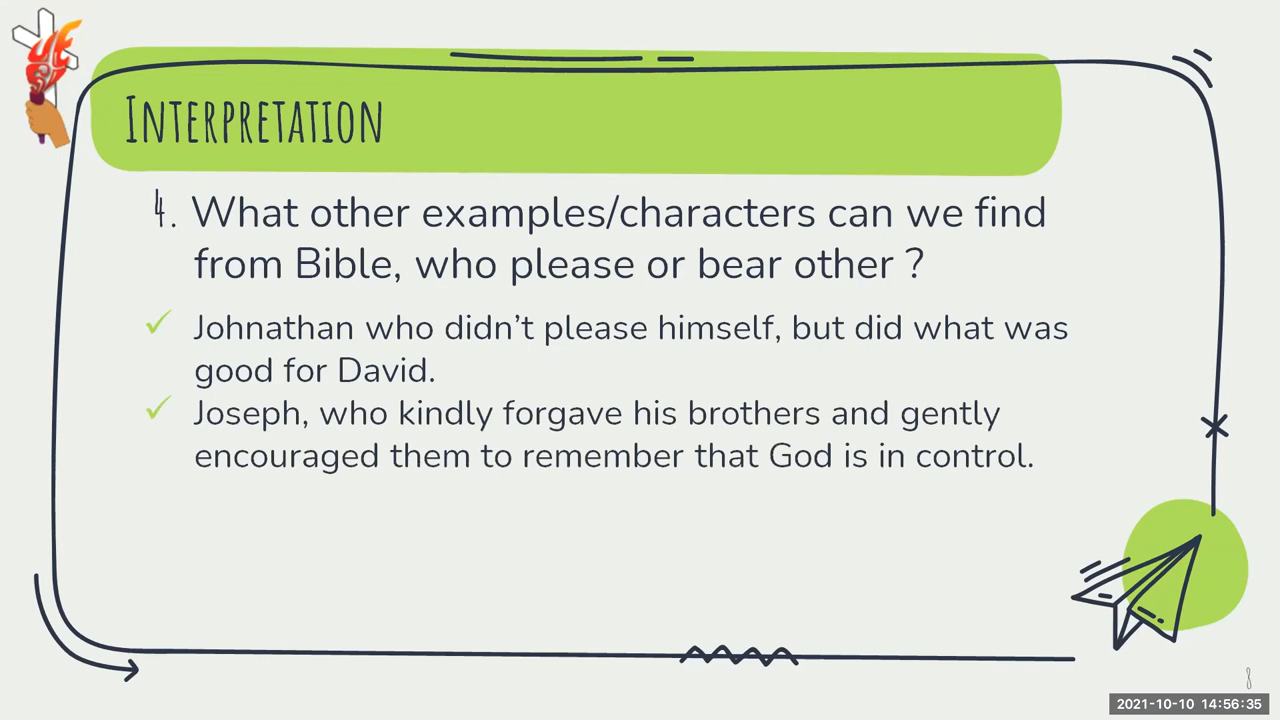 Interpretation
4. What other examples/characters can we find
from Bible, who please or bear other ?
✓ Johnathan who didn’t please himself, but did what was
good for David.
✓ Joseph, who kindly forgave his brothers and gently
encouraged them to remember that God is in control.
8
2021-10-10 14:56:35